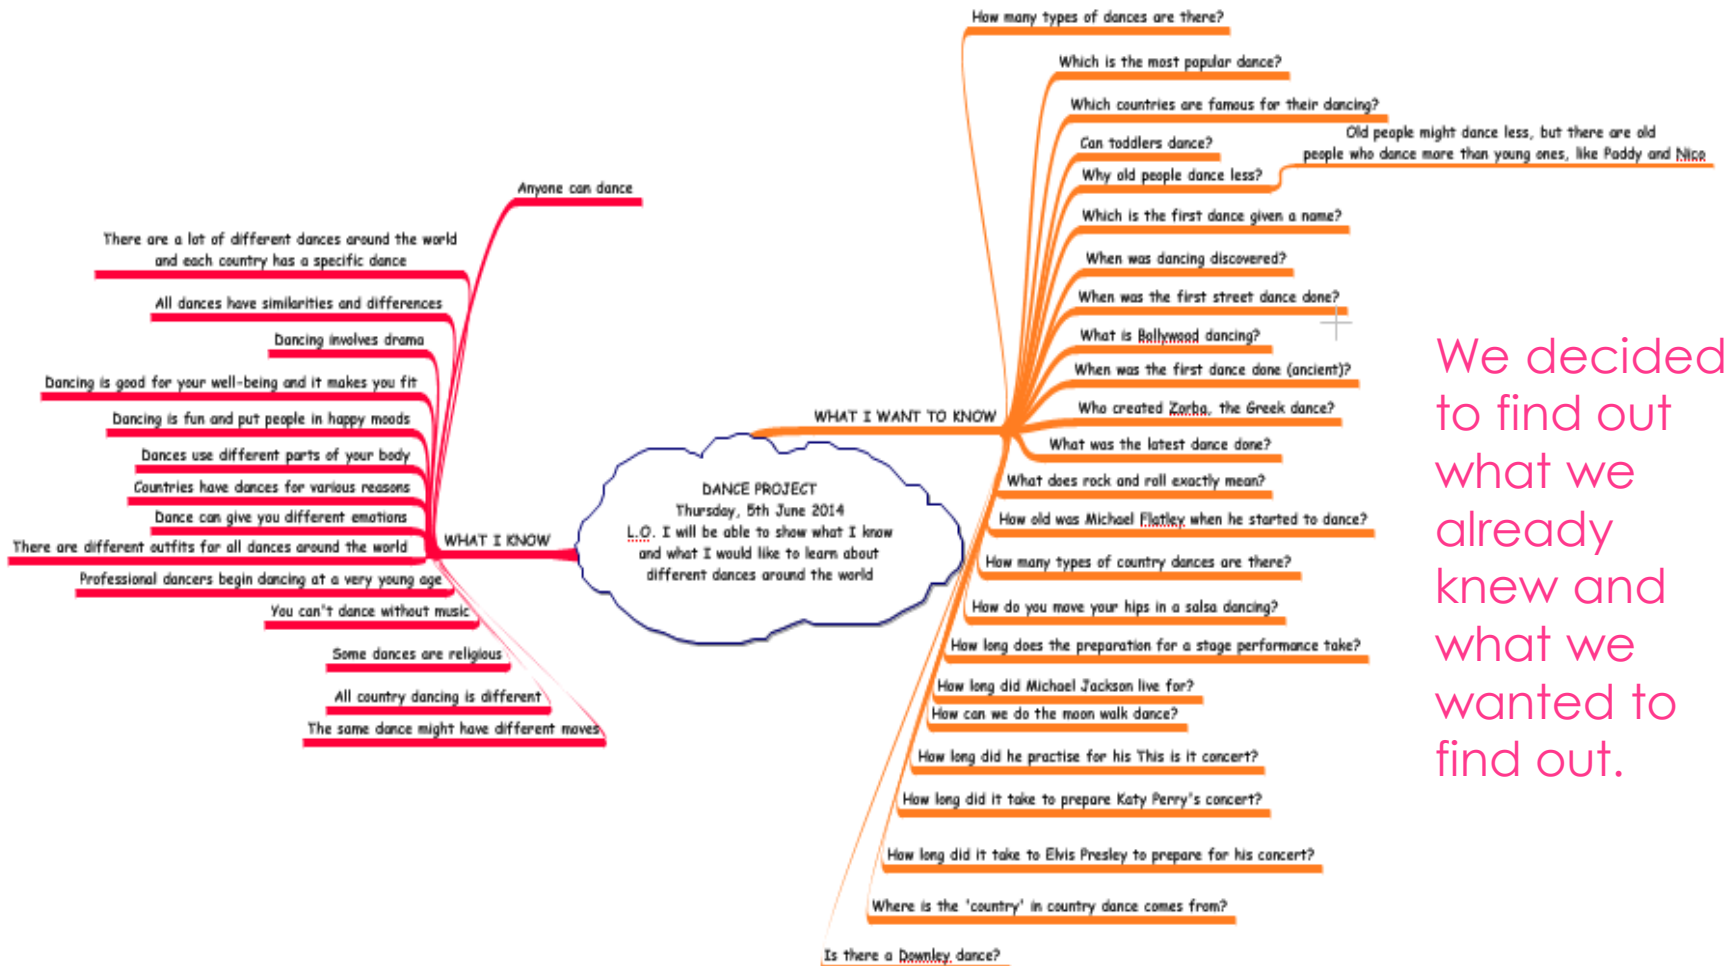 Anyone can dance
There are a lot of different dances around the world
and each country has a specific dance
All dances have similarities and differences
Dancing involves drama
Dancing is good for your well-being and it makes you fit
Dancing is fun and put people in happy moods
Dances use different parts of your body
Countries have dances for various reasons
Dance can give you different emotions
There are different outfits for all dances around the world
Professional dancers begin dancing at a very young age
You can't dance without music
Some dances are religious
All country dancing is different
The same dance might have different moves
WHAT I KNOW
DANCE PROJECT
Thursday, 5th June 2014
L.O. I will be able to show what I know
and what I would like to learn about
different dances around the world
WHAT I WANT TO KNOW
How many types of dances are there?
Which is the most popular dance?
Which countries are famous for their dancing?
Can toddlers dance?
Why old people dance less?
Old people might dance less, but there are old
people who dance more than young ones, like Paddy and Nico
Which is the first dance given a name?
When was dancing discovered?
When was the first street dance done?
What is Bollywood dancing?
When was the first dance done (ancient)?
Who created Zorba, the Greek dance?
What was the latest dance done?
What does rock and roll exactly mean?
How old was Michael Flatley when he started to dance?
How many types of country dances are there?
How do you move your hips in a salsa dancing?
How long does the preparation for a stage performance take?
How long did Michael Jackson live for?
How can we do the moon walk dance?
How long did he practise for his This is it concert?
How long did it take to prepare Katy Perry's concert?
How long did it take to Elvis Presley to prepare for his concert?
Where is the 'country' in country dance comes from?
Is there a Downley dance?
We decided
to find out
what we
already
knew and
what we
wanted to
find out.